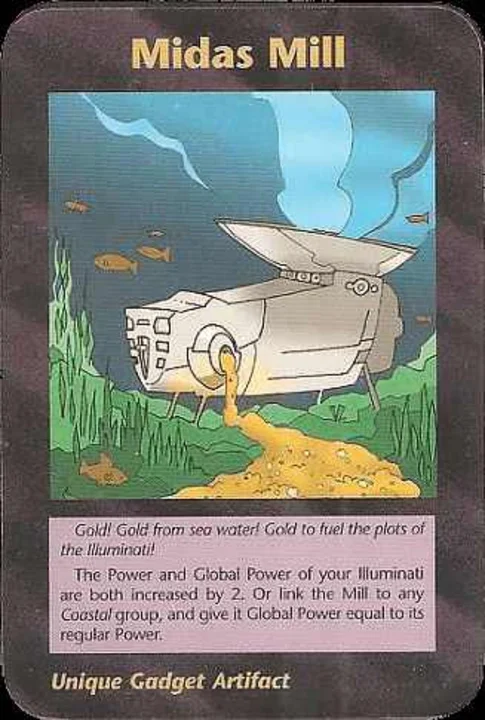 Midas Mill
Gold! Gold from sea water! Gold to fuel the plots of
the Illuminati!
The Power and Global Power of your Illuminati
are both increased by 2. Or link the Mill to any
Coastal group, and give it Global Power equal to its
regular Power.
Unique Gadget Artifact